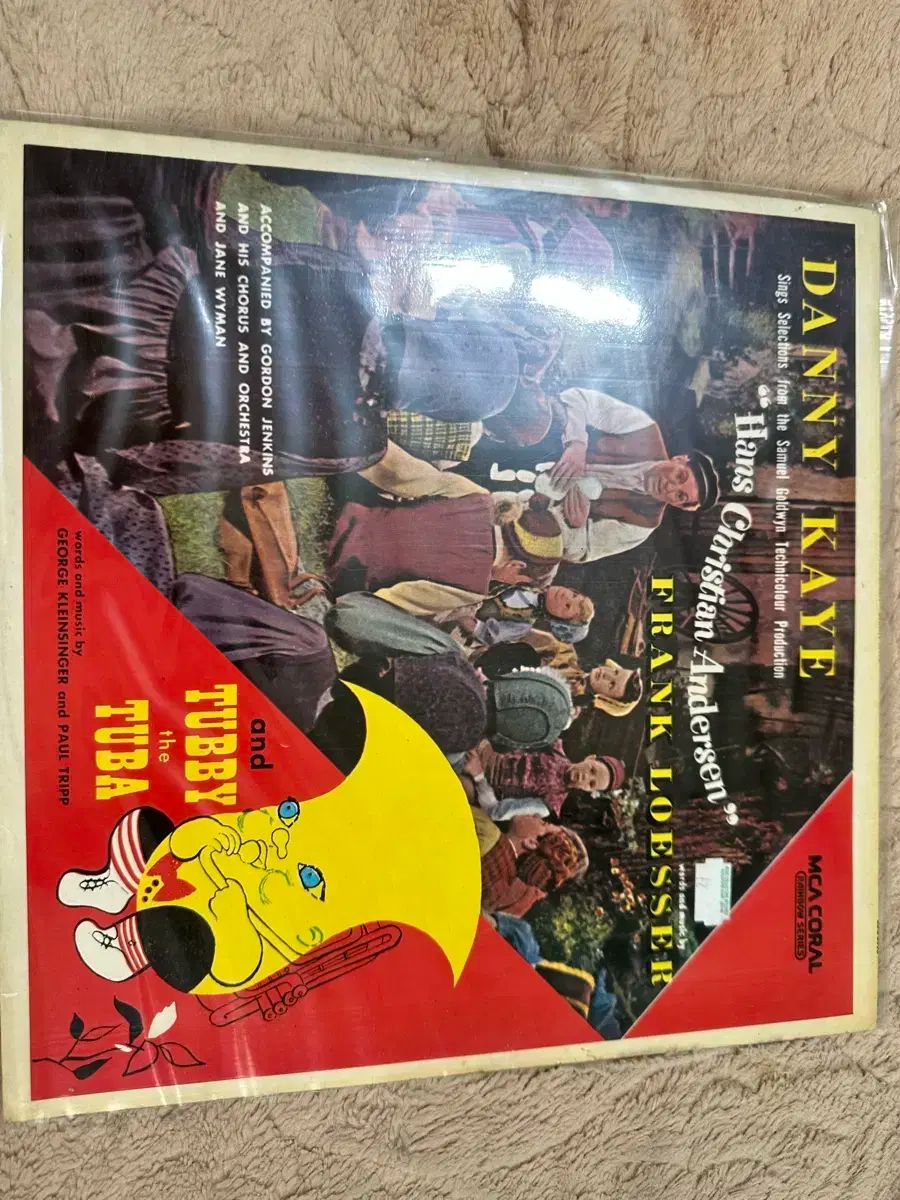 DANNY KAYE
Sings Selections from the Samuel Goldwyn Technicolour Production
“Hans Christian Andersen”
words and music by
FRANK LOESSER
MCA CORAL
RAINBOW SERIES
ACCOMPANIED BY GORDON JENKINS
AND HIS CHORUS AND ORCHESTRA
AND JANE WYMAN
and
TUBBY
the
TUBA
words and music by
GEORGE KLEINSINGER and PAUL TRIPP